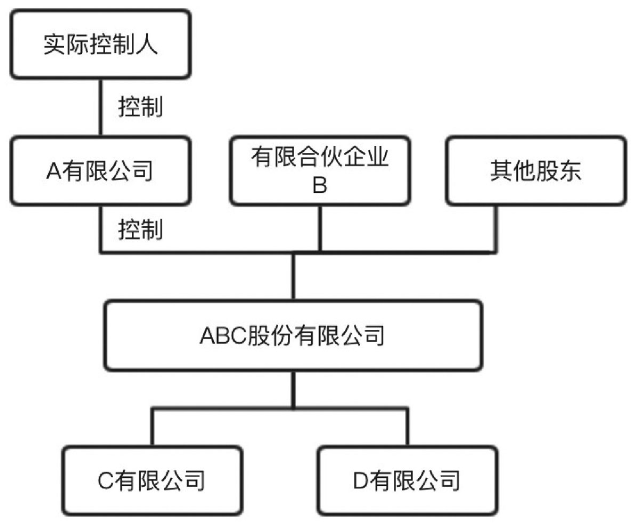 实际控制人
控制
A有限公司
有限合伙企业
B
其他股东
控制
ABC股份有限公司
C有限公司
D有限公司